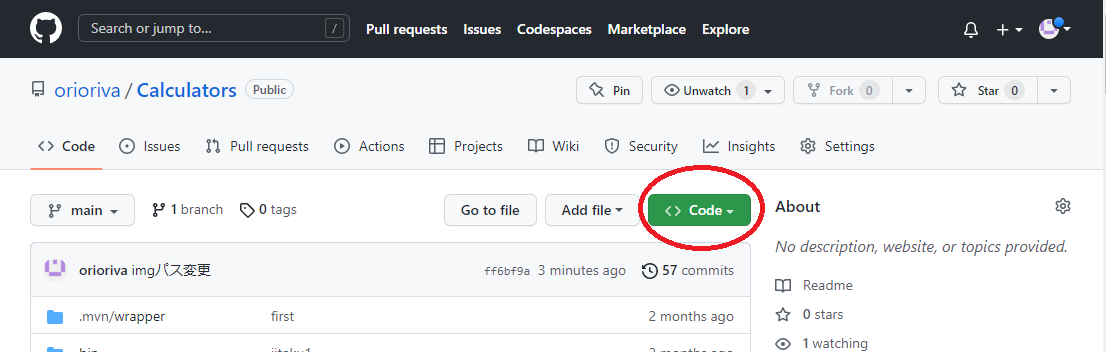 Search or jump to... / Pull requests Issues Codespaces Marketplace Explore
orioriva / Calculators Public Pin Unwatch 1 Fork 0 Star 0
Code Issues Pull requests Actions Projects Wiki Security Insights Settings
main 1 branch 0 tags Go to file Add file Code About
No description, website, or topics provided.
orioriva imgパス変更 ff6bf9a 3 minutes ago 57 commits
Readme
.mvn/wrapper first 2 months ago
0 stars
1 watching